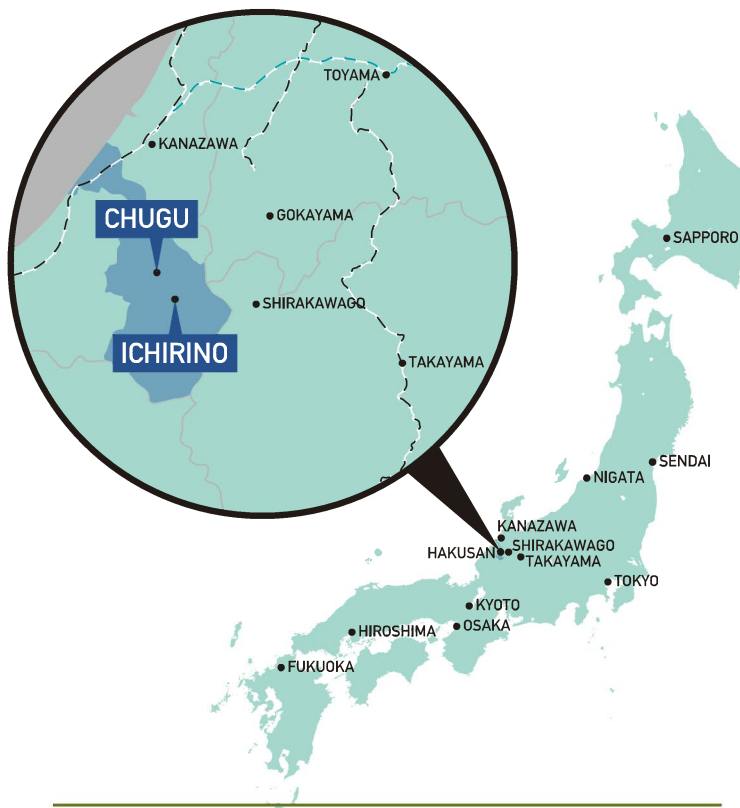 TOYAMA
KANAZAWA
CHUGU
GOKAYAMA
SHIRAKAWAGO
ICHIRINO
TAKAYAMA
SAPPORO
SENDAI
NIGATA
KANAZAWA
HAKUSAN
SHIRAKAWAGO
TAKAYAMA
TOKYO
KYOTO
OSAKA
HIROSHIMA
FUKUOKA